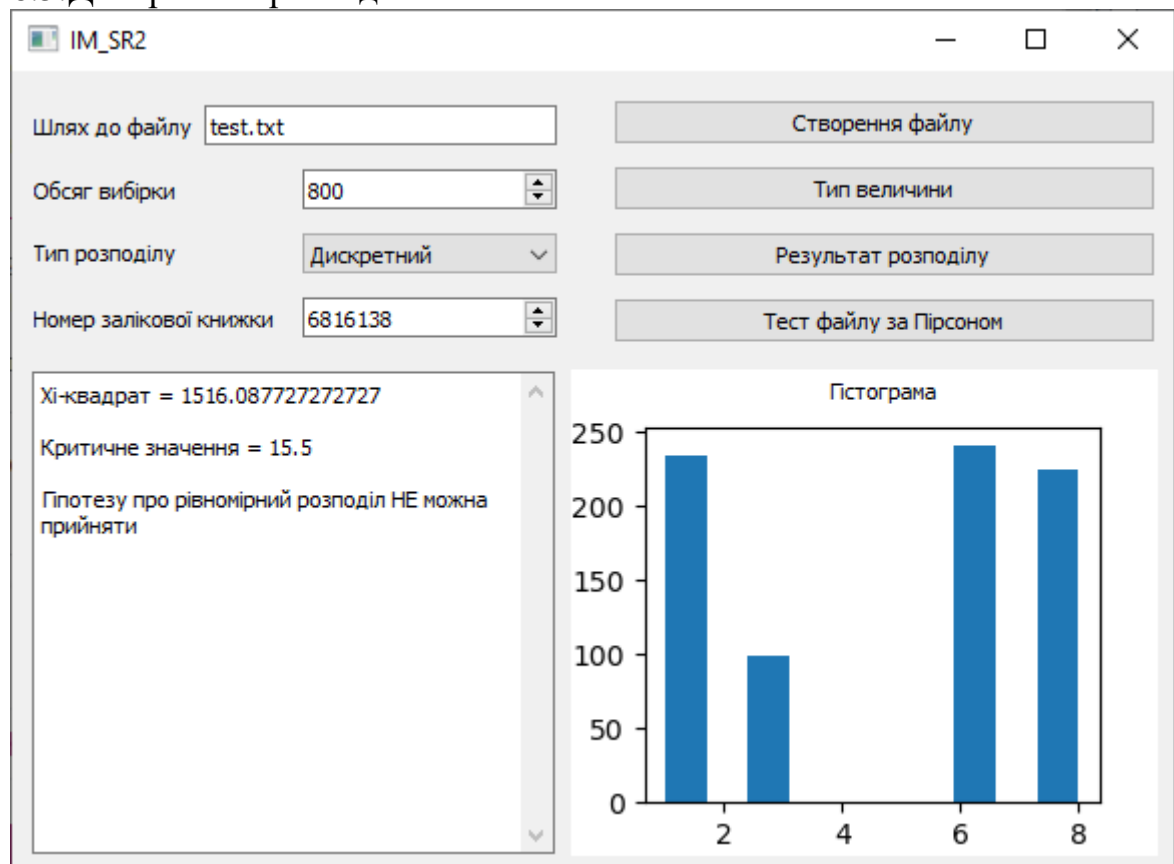 IM_SR2
Шлях до файлу test.txt
Створення файлу
Обсяг вибірки 800
Тип величини
Тип розподілу Дискретний
Результат розподілу
Номер залікової книжки 6816138
Тест файлу за Пірсоном
Хі-квадрат = 1516.087727272727
Критичне значення = 15.5
Гіпотезу про рівномірний розподіл НЕ можна
прийняти
Гістограма
250
200
150
100
50
0
2 4 6 8